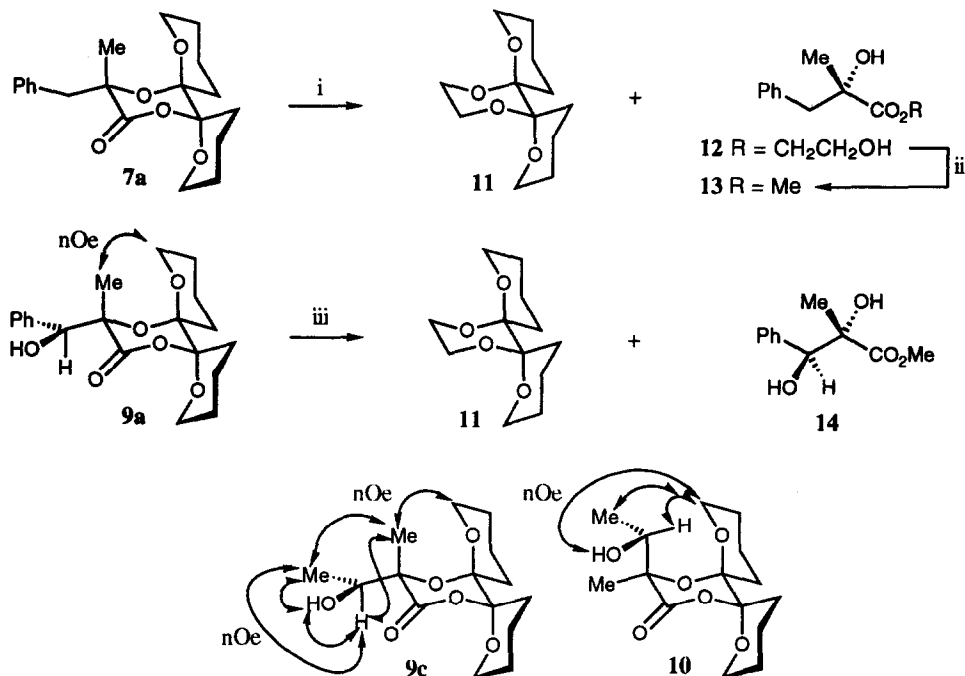 Me
O
Ph
O
O
O
O
7a
i
O
O
O
O
11
+
Me OH
Ph
CO₂R
12 R = CH₂CH₂OH
13 R = Me
ii
nOe
Me
O
Ph
O
O
HO
H
O
O
9a
iii
O
O
O
O
11
+
Me OH
Ph
CO₂Me
HO H
14
nOe
Me
O
Me
HO
O
O
H
O
O
nOe
9c
nOe
Me
H
O
HO
Me
O
O
O
O
10